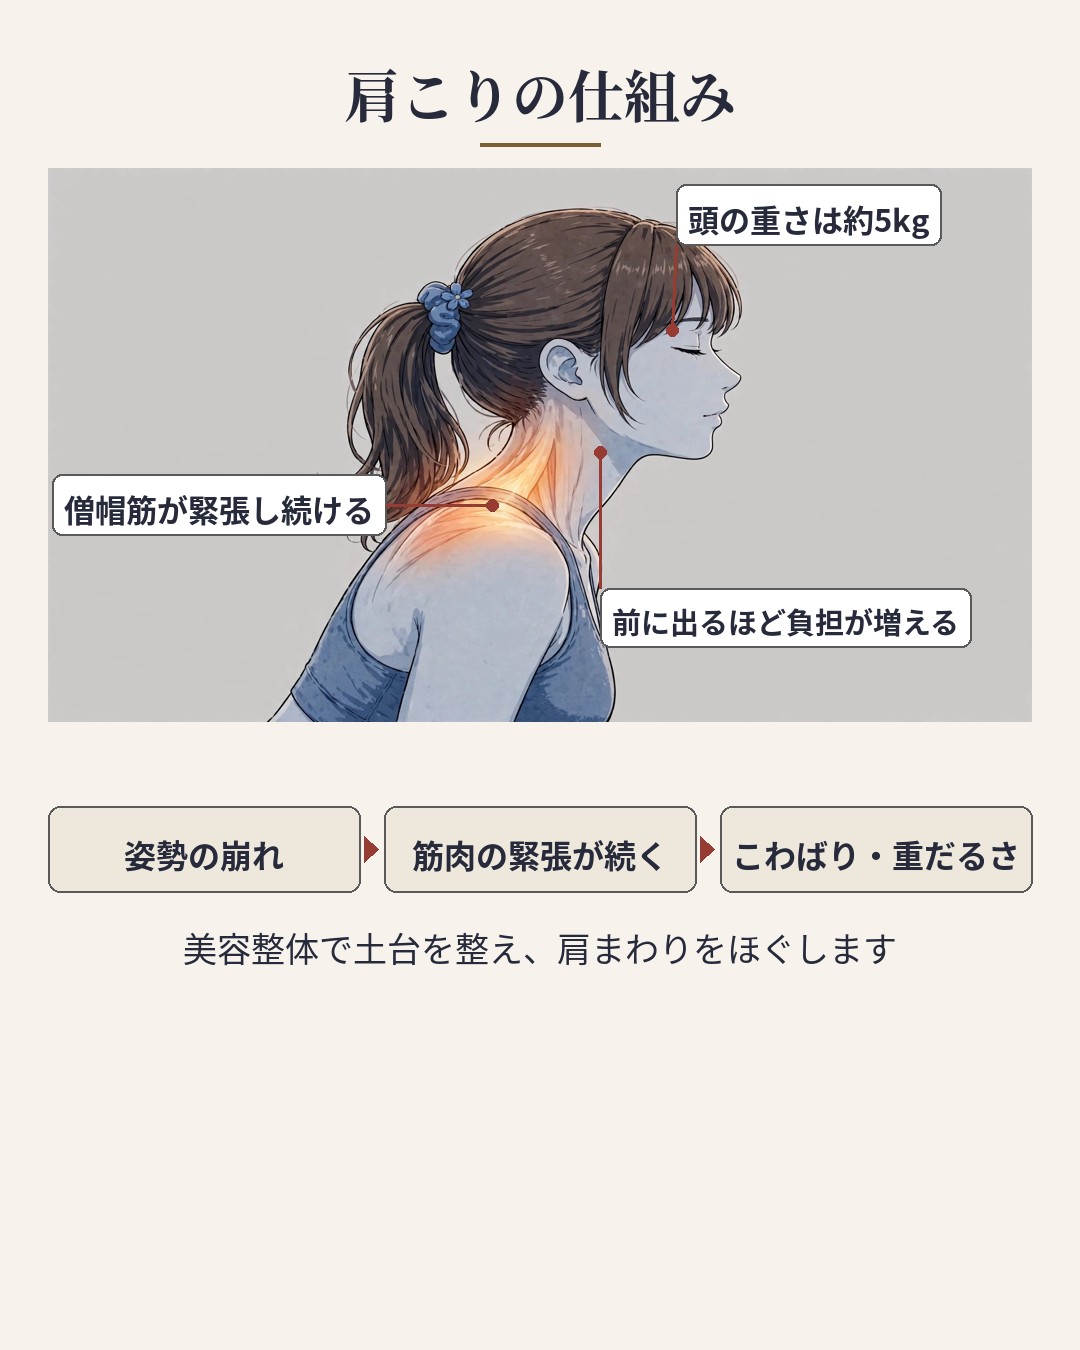 肩こりの仕組み
頭の重さは約5kg
僧帽筋が緊張し続ける
前に出るほど負担が増える
姿勢の崩れ
筋肉の緊張が続く
こわばり・重だるさ
美容整体で土台を整え、肩まわりをほぐします